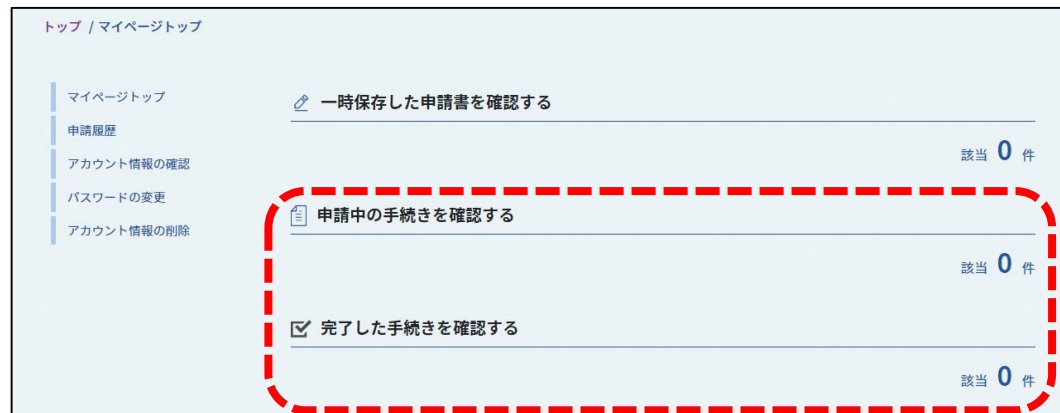 トップ / マイページトップ
マイページトップ
申請履歴
アカウント情報の確認
パスワードの変更
アカウント情報の削除
一時保存した申請書を確認する
該当 0 件
申請中の手続きを確認する
該当 0 件
完了した手続きを確認する
該当 0 件